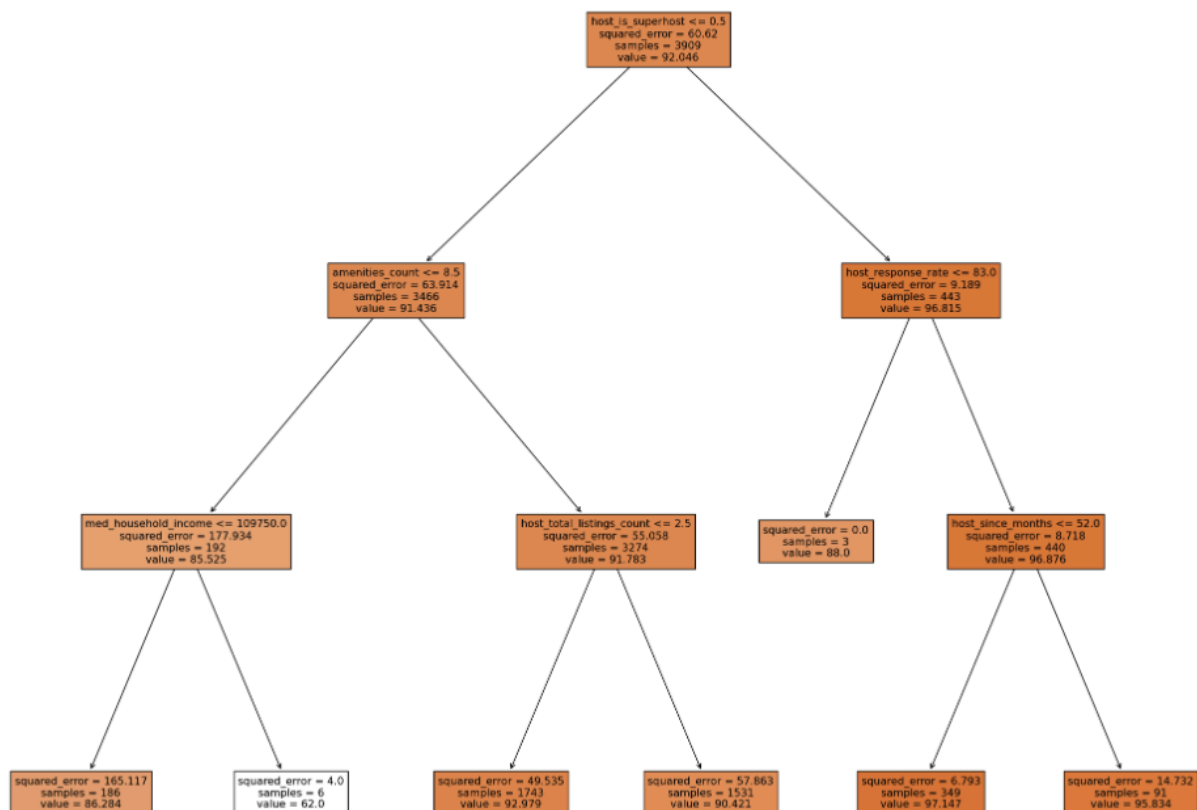 host_is_superhost <= 0.5
squared_error = 60.62
samples = 3909
value = 92.046
amenities_count <= 8.5
squared_error = 63.914
samples = 3466
value = 91.436
host_response_rate <= 83.0
squared_error = 9.189
samples = 443
value = 96.815
med_household_income <= 109750.0
squared_error = 177.934
samples = 192
value = 85.525
host_total_listings_count <= 2.5
squared_error = 55.058
samples = 3274
value = 91.783
squared_error = 0.0
samples = 3
value = 88.0
host_since_months <= 52.0
squared_error = 8.718
samples = 440
value = 96.876
squared_error = 165.117
samples = 186
value = 86.284
squared_error = 4.0
samples = 6
value = 62.0
squared_error = 49.535
samples = 1743
value = 92.979
squared_error = 57.863
samples = 1531
value = 90.421
squared_error = 6.793
samples = 349
value = 97.147
squared_error = 14.732
samples = 91
value = 95.834